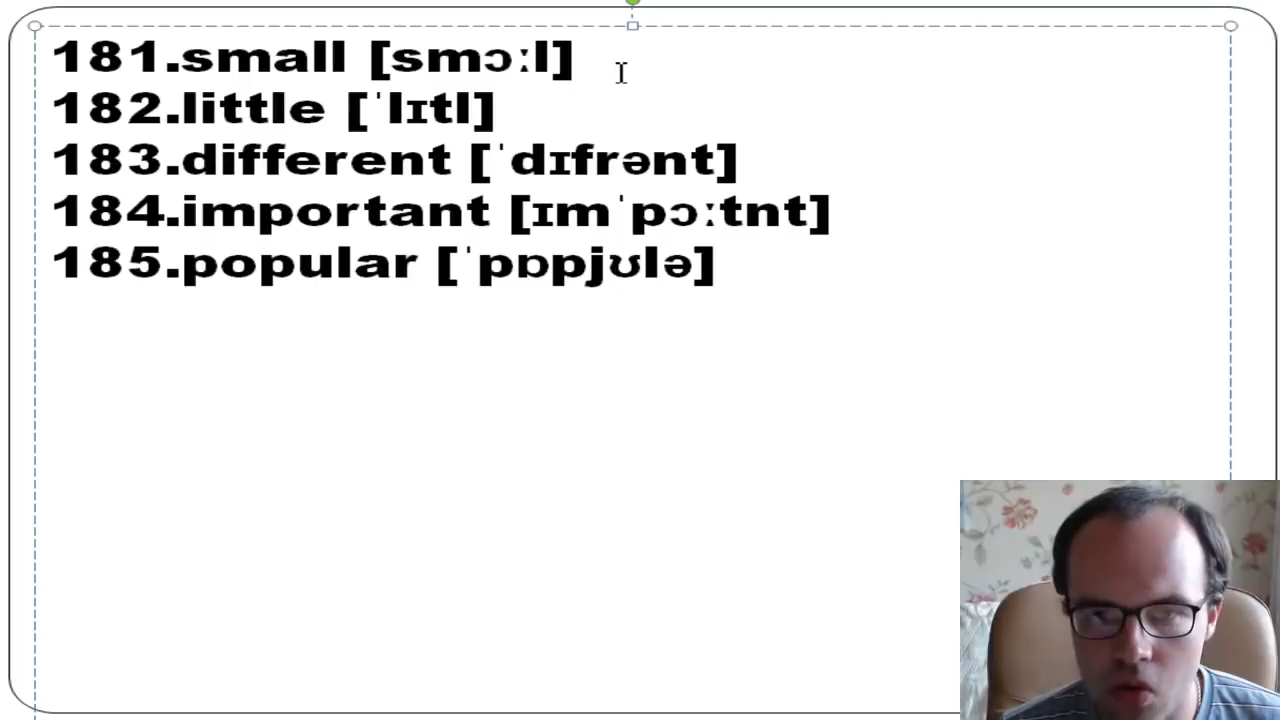 181.small [smɔːl]
182.little [ˈlɪtl]
183.different [ˈdɪfrənt]
184.important [ɪmˈpɔːtnt]
185.popular [ˈpɒpjʊlə]